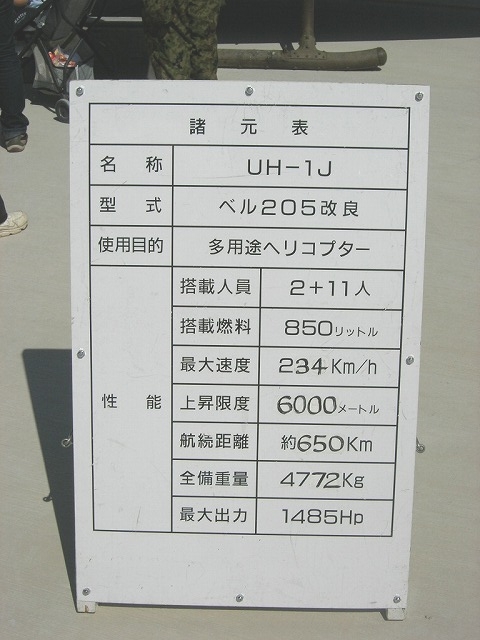 諸元表
名称 UH-1J
型式 ベル205改良
使用目的 多用途ヘリコプター
性能
搭載人員 2+11人
搭載燃料 850リットル
最大速度 234Km/h
上昇限度 6000メートル
航続距離 約650Km
全備重量 4772Kg
最大出力 1485Hp